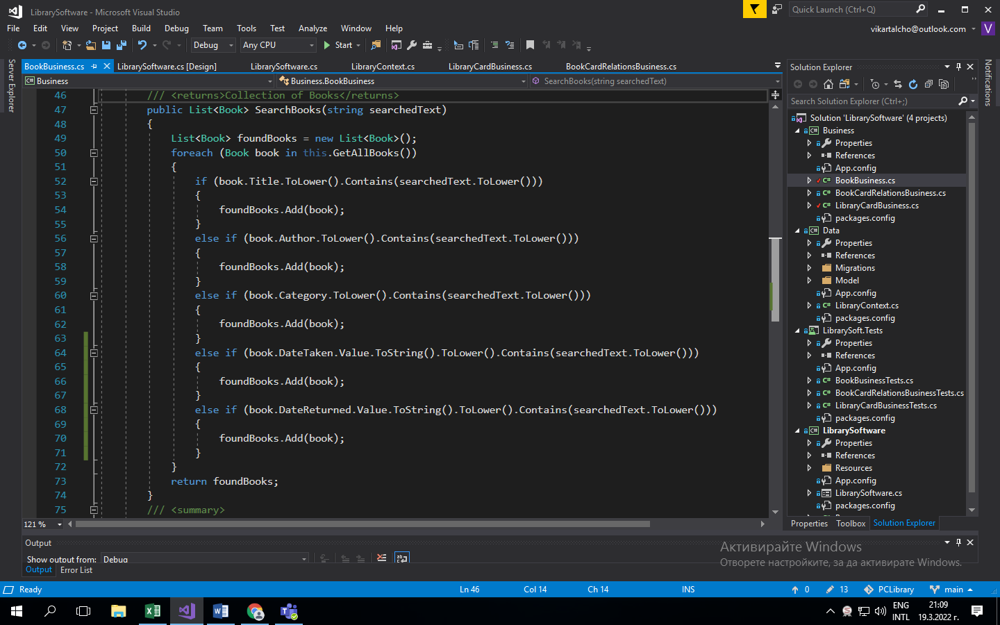 LibrarySoftware - Microsoft Visual Studio
Quick Launch (Ctrl+Q)
File Edit View Project Build Debug Team Tools Test Analyze Window Help
vikartalcho@outlook.com V
Debug Any CPU Start
Server Explorer
BookBusiness.cs LibrarySoftware.cs [Design] LibrarySoftware.cs LibraryContext.cs LibraryCardBusiness.cs BookCardRelationsBusiness.cs
C# Business Business.BookBusiness SearchBooks(string searchedText)
46 /// <returns>Collection of Books</returns>
47 public List<Book> SearchBooks(string searchedText)
48 {
49 List<Book> foundBooks = new List<Book>();
50 foreach (Book book in this.GetAllBooks())
51 {
52 if (book.Title.ToLower().Contains(searchedText.ToLower()))
53 {
54 foundBooks.Add(book);
55 }
56 else if (book.Author.ToLower().Contains(searchedText.ToLower()))
57 {
58 foundBooks.Add(book);
59 }
60 else if (book.Category.ToLower().Contains(searchedText.ToLower()))
61 {
62 foundBooks.Add(book);
63 }
64 else if (book.DateTaken.Value.ToString().ToLower().Contains(searchedText.ToLower()))
65 {
66 foundBooks.Add(book);
67 }
68 else if (book.DateReturned.Value.ToString().ToLower().Contains(searchedText.ToLower()))
69 {
70 foundBooks.Add(book);
71 }
72 }
73 return foundBooks;
74 }
75 /// <summary>
121 %
Solution Explorer
Search Solution Explorer (Ctrl+;)
Solution 'LibrarySoftware' (4 projects)
C# Business
Properties
References
App.config
C# BookBusiness.cs
C# BookCardRelationsBusiness.cs
C# LibraryCardBusiness.cs
packages.config
C# Data
Properties
References
Migrations
Model
App.config
C# LibraryContext.cs
packages.config
LibrarySoft.Tests
Properties
References
App.config
C# BookBusinessTests.cs
C# BookCardRelationsBusinessTests.cs
C# LibraryCardBusinessTests.cs
packages.config
C# LibrarySoftware
Properties
References
Resources
App.config
LibrarySoftware.cs
packages.config
Properties Toolbox Solution Explorer
Notifications
Output
Show output from: Debug
Output Error List
Активирайте Windows
Отворете настройките, за да активирате Windows.
Ready Ln 46 Col 14 Ch 14 INS 0 13 PCLibrary main
ENG
INTL
21:09
19.3.2022 г.